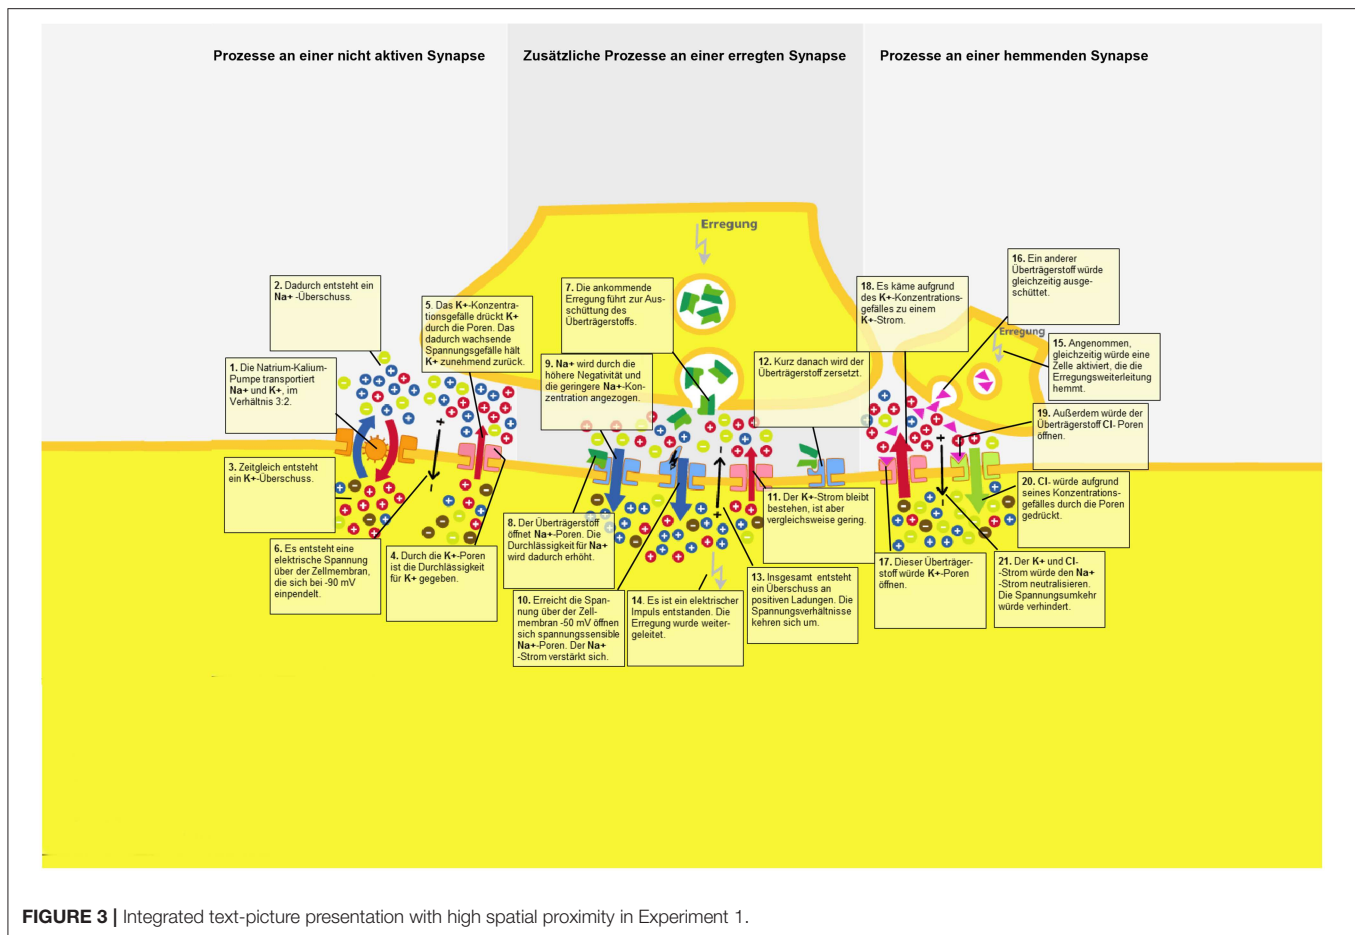 Prozesse an einer nicht aktiven Synapse
Zusätzliche Prozesse an einer erregten Synapse
Prozesse an einer hemmenden Synapse
Erregung
2. Dadurch entsteht ein
Na+ -Überschuss.
1. Die Natrium-Kalium-
Pumpe transportiert
Na+ und K+, im
Verhältnis 3:2.
3. Zeitgleich entsteht
ein K+-Überschuss.
6. Es entsteht eine
elektrische Spannung
über der Zellmembran,
die sich bei -90 mV
einpendelt.
5. Das K+-Konzentra-
tionsgefälle drückt K+
durch die Poren. Das
dadurch wachsende
Spannungsgefälle hält
K+ zunehmend zurück.
4. Durch die K+-Poren
ist die Durchlässigkeit
für K+ gegeben.
7. Die ankommende
Erregung führt zur Aus-
schüttung des
Überträgerstoffs.
9. Na+ wird durch die
höhere Negativität und
die geringere Na+-Kon-
zentration angezogen.
8. Der Überträgerstoff
öffnet Na+-Poren. Die
Durchlässigkeit für Na+
wird dadurch erhöht.
10. Erreicht die Span-
nung über der Zell-
membran -50 mV öffnen
sich spannungssensible
Na+-Poren. Der Na+
-Strom verstärkt sich.
14. Es ist ein elektrischer
Impuls entstanden. Die
Erregung wurde weiter-
geleitet.
12. Kurz danach wird der
Überträgerstoff zersetzt.
11. Der K+-Strom bleibt
bestehen, ist aber
vergleichsweise gering.
13. Insgesamt entsteht
ein Überschuss an
positiven Ladungen. Die
Spannungsverhältnisse
kehren sich um.
18. Es käme aufgrund
des K+-Konzentrations-
gefälles zu einem
K+-Strom.
16. Ein anderer
Überträgerstoff würde
gleichzeitig ausge-
schüttet.
Erregung
15. Angenommen,
gleichzeitig würde eine
Zelle aktiviert, die die
Erregungsweiterleitung
hemmt.
19. Außerdem würde der
Überträgerstoff Cl- Poren
öffnen.
20. Cl- würde aufgrund
seines Konzentrations-
gefälles durch die Poren
gedrückt.
17. Dieser Überträger-
stoff würde K+-Poren
öffnen.
21. Der K+ und Cl-
-Strom würde den Na+
-Strom neutralisieren.
Die Spannungsumkehr
würde verhindert.
FIGURE 3 | Integrated text-picture presentation with high spatial proximity in Experiment 1.